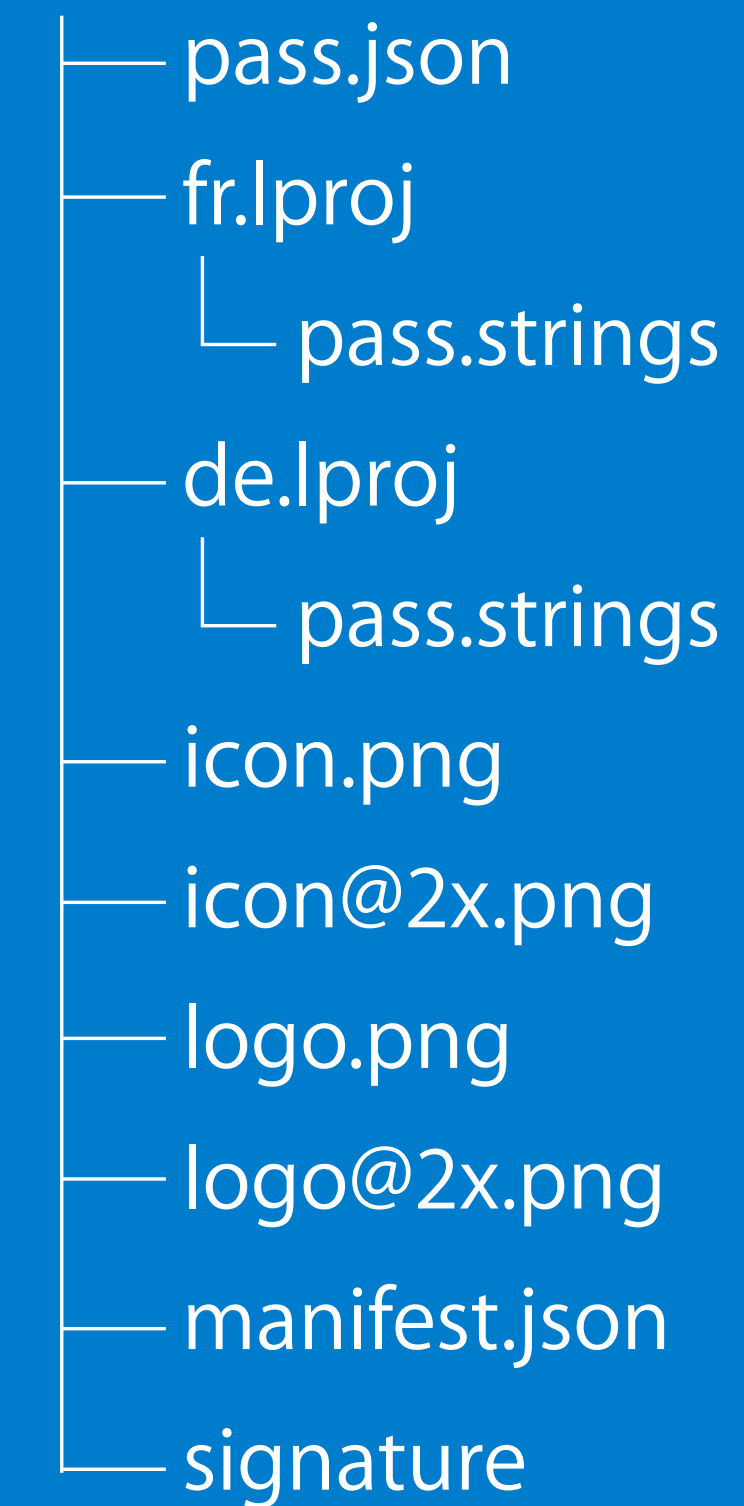 pass.json
fr.lproj
pass.strings
de.lproj
pass.strings
icon.png
icon@2x.png
logo.png
logo@2x.png
manifest.json
signature